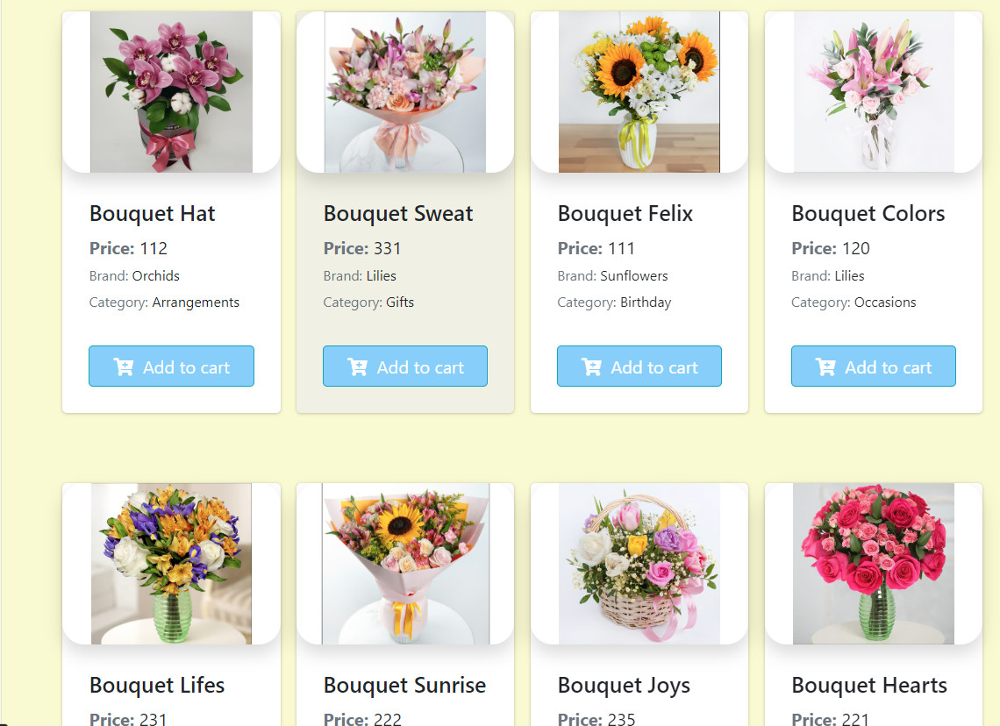 Bouquet Hat
Price: 112
Brand: Orchids
Category: Arrangements
Add to cart
Bouquet Sweat
Price: 331
Brand: Lilies
Category: Gifts
Add to cart
Bouquet Felix
Price: 111
Brand: Sunflowers
Category: Birthday
Add to cart
Bouquet Colors
Price: 120
Brand: Lilies
Category: Occasions
Add to cart
Bouquet Lifes
Price: 231
Bouquet Sunrise
Price: 222
Bouquet Joys
Price: 235
Bouquet Hearts
Price: 221